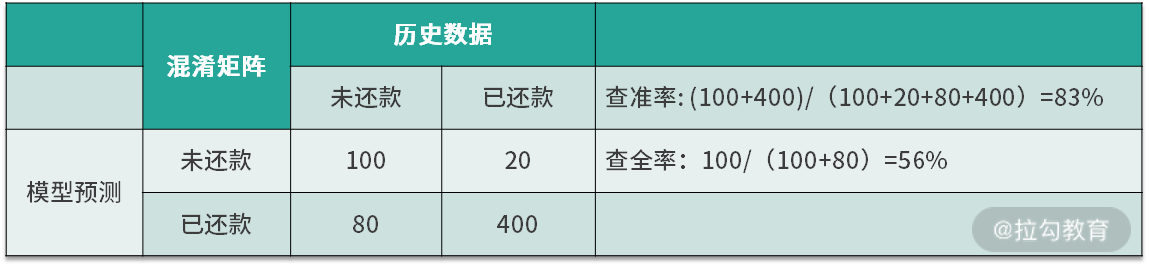 混淆矩阵
历史数据
未还款
已还款
查准率: (100+400)/（100+20+80+400）=83%
模型预测
未还款
100
20
查全率：100/（100+80）=56%
已还款
80
400
@拉勾教育